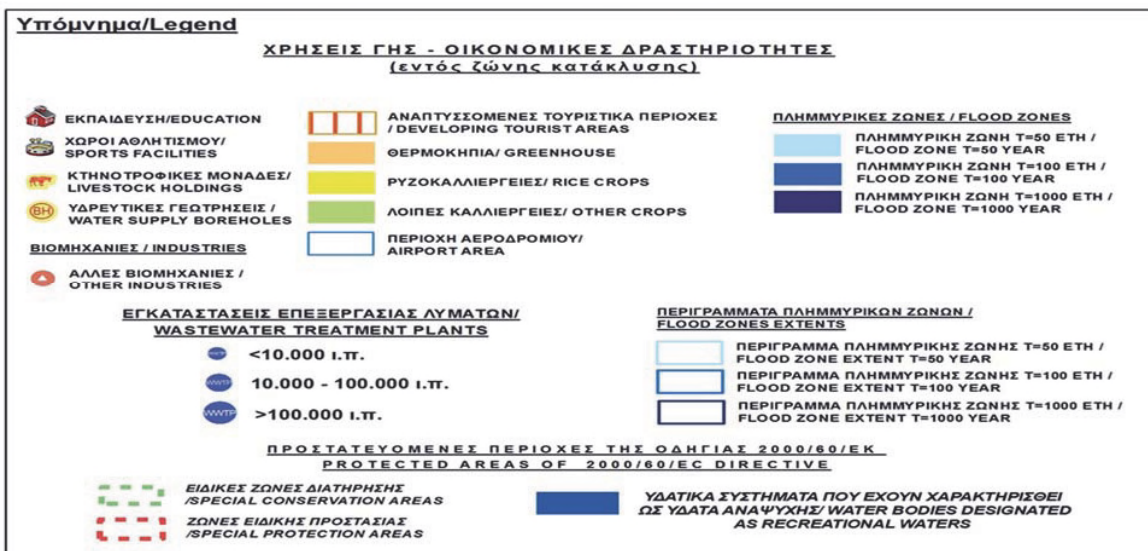 Υπόμνημα/Legend
ΧΡΗΣΕΙΣ ΓΗΣ - ΟΙΚΟΝΟΜΙΚΕΣ ΔΡΑΣΤΗΡΙΟΤΗΤΕΣ
(εντός ζώνης κατάκλυσης)
ΕΚΠΑΙΔΕΥΣΗ/EDUCATION
ΧΩΡΟΙ ΑΘΛΗΤΙΣΜΟΥ/
SPORTS FACILITIES
ΚΤΗΝΟΤΡΟΦΙΚΕΣ ΜΟΝΑΔΕΣ/
LIVESTOCK HOLDINGS
BH
ΥΔΡΕΥΤΙΚΕΣ ΓΕΩΤΡΗΣΕΙΣ /
WATER SUPPLY BOREHOLES
ΒΙΟΜΗΧΑΝΙΕΣ / INDUSTRIES
ΑΛΛΕΣ ΒΙΟΜΗΧΑΝΙΕΣ /
OTHER INDUSTRIES
ΑΝΑΠΤΥΣΣΟΜΕΝΕΣ ΤΟΥΡΙΣΤΙΚΑ ΠΕΡΙΟΧΕΣ
/ DEVELOPING TOURIST AREAS
ΘΕΡΜΟΚΗΠΙΑ/ GREENHOUSE
ΡΥΖΟΚΑΛΛΙΕΡΓΕΙΕΣ/ RICE CROPS
ΛΟΙΠΕΣ ΚΑΛΛΙΕΡΓΕΙΕΣ/ OTHER CROPS
ΠΕΡΙΟΧΗ ΑΕΡΟΔΡΟΜΙΟΥ/
AIRPORT AREA
ΠΛΗΜΜΥΡΙΚΕΣ ΖΩΝΕΣ / FLOOD ZONES
ΠΛΗΜΜΥΡΙΚΗ ΖΩΝΗ T=50 ΕΤΗ /
FLOOD ZONE T=50 YEAR
ΠΛΗΜΜΥΡΙΚΗ ΖΩΝΗ T=100 ΕΤΗ /
FLOOD ZONE T=100 YEAR
ΠΛΗΜΜΥΡΙΚΗ ΖΩΝΗ T=1000 ΕΤΗ /
FLOOD ZONE T=1000 YEAR
ΕΓΚΑΤΑΣΤΑΣΕΙΣ ΕΠΕΞΕΡΓΑΣΙΑΣ ΛΥΜΑΤΩΝ/
WASTEWATER TREATMENT PLANTS
<10.000 ι.π.
WWTP
10.000 - 100.000 ι.π.
WWTP
>100.000 ι.π.
ΠΕΡΙΓΡΑΜΜΑΤΑ ΠΛΗΜΜΥΡΙΚΩΝ ΖΩΝΩΝ /
FLOOD ZONES EXTENTS
ΠΕΡΙΓΡΑΜΜΑ ΠΛΗΜΜΥΡΙΚΗΣ ΖΩΝΗΣ T=50 ΕΤΗ /
FLOOD ZONE EXTENT T=50 YEAR
ΠΕΡΙΓΡΑΜΜΑ ΠΛΗΜΜΥΡΙΚΗΣ ΖΩΝΗΣ T=100 ΕΤΗ /
FLOOD ZONE EXTENT T=100 YEAR
ΠΕΡΙΓΡΑΜΜΑ ΠΛΗΜΜΥΡΙΚΗΣ ΖΩΝΗΣ T=1000 ΕΤΗ /
FLOOD ZONE EXTENT T=1000 YEAR
ΠΡΟΣΤΑΤΕΥΟΜΕΝΕΣ ΠΕΡΙΟΧΕΣ ΤΗΣ ΟΔΗΓΙΑΣ 2000/60/ΕΚ
PROTECTED AREAS OF 2000/60/EC DIRECTIVE
ΕΙΔΙΚΕΣ ΖΩΝΕΣ ΔΙΑΤΗΡΗΣΗΣ
/SPECIAL CONSERVATION AREAS
ΖΩΝΕΣ ΕΙΔΙΚΗΣ ΠΡΟΣΤΑΣΙΑΣ
/SPECIAL PROTECTION AREAS
ΥΔΑΤΙΚΑ ΣΥΣΤΗΜΑΤΑ ΠΟΥ ΕΧΟΥΝ ΧΑΡΑΚΤΗΡΙΣΘΕΙ
ΩΣ ΥΔΑΤΑ ΑΝΑΨΥΧΗΣ/ WATER BODIES DESIGNATED
AS RECREATIONAL WATERS